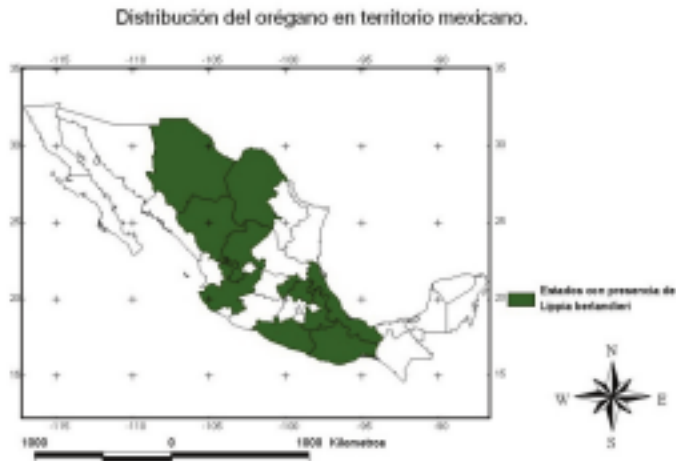 Distribución del orégano en territorio mexicano.
-115 -110 -105 -100 -95 -90
35 35
30 30
25 25
20 20
15 15
-115 -110 -105 -100 -95 -90
Estados con presencia de
Lippia berlandieri
N
W E
S
1000 0 1000 Kilometros